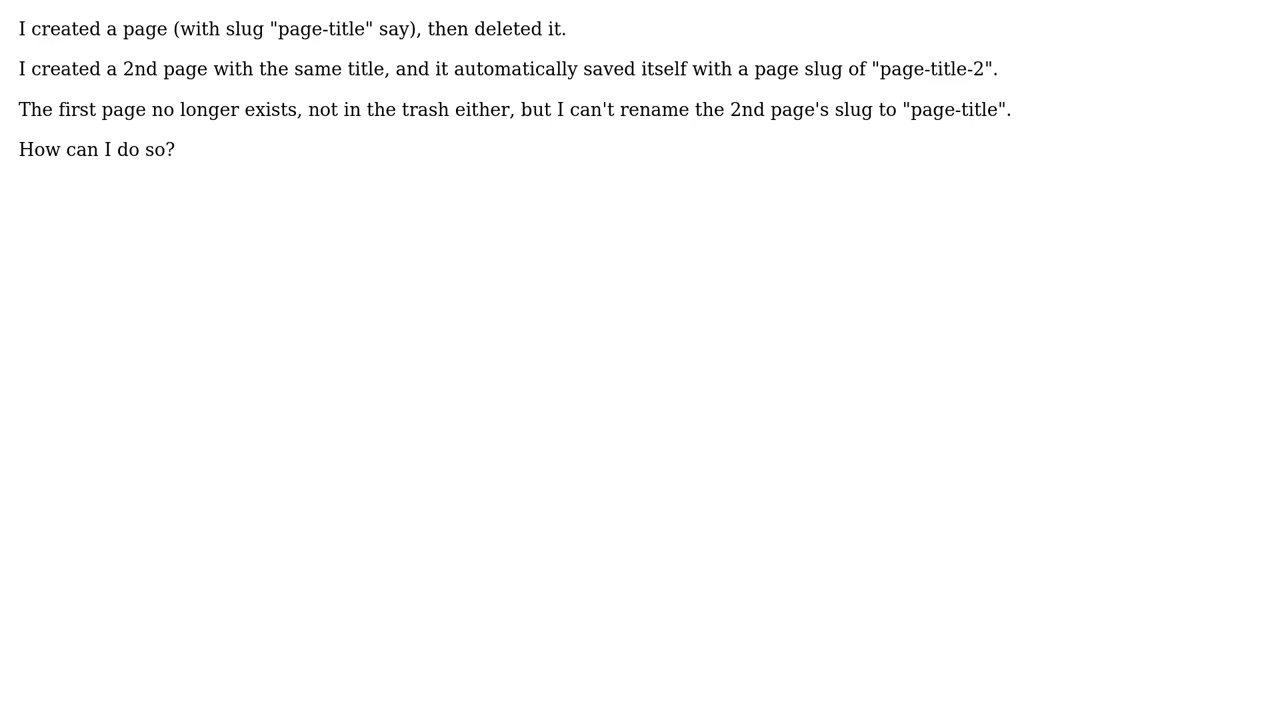 I created a page (with slug "page-title" say), then deleted it.
I created a 2nd page with the same title, and it automatically saved itself with a page slug of "page-title-2".
The first page no longer exists, not in the trash either, but I can't rename the 2nd page's slug to "page-title".
How can I do so?